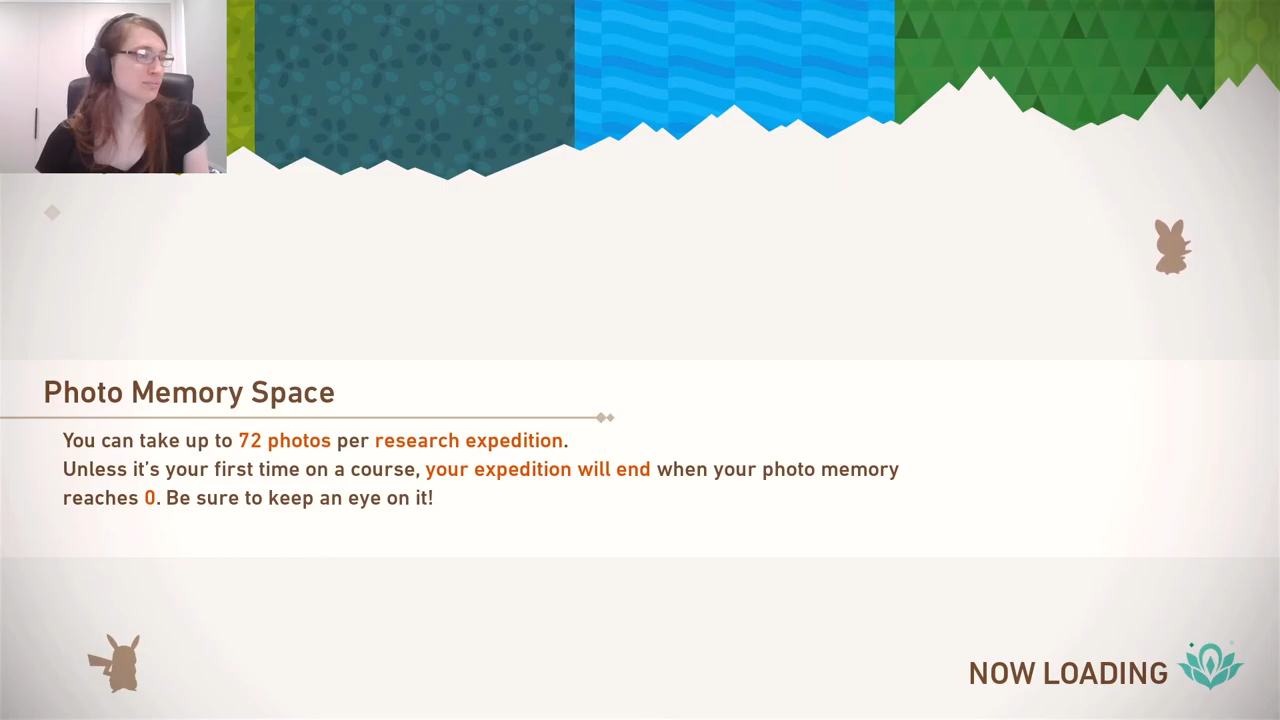 Photo Memory Space
You can take up to 72 photos per research expedition.
Unless it's your first time on a course, your expedition will end when your photo memory
reaches 0. Be sure to keep an eye on it!
NOW LOADING